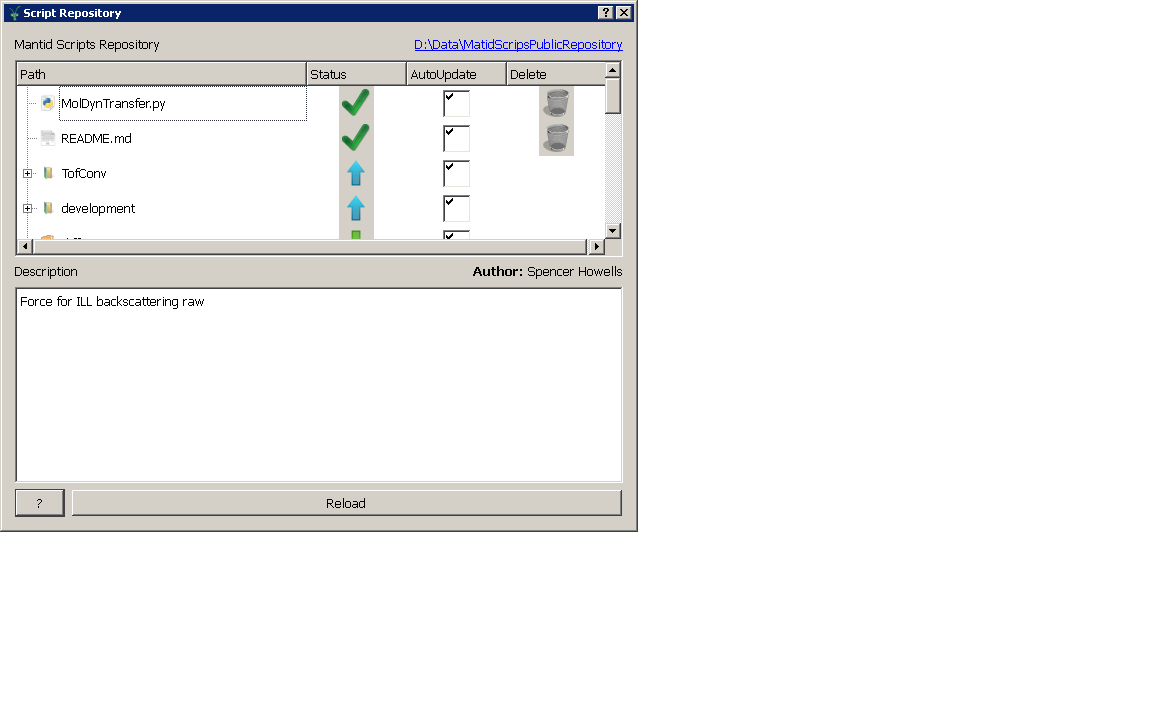 Script Repository
Mantid Scripts Repository D:\Data\MatidScripsPublicRepository
Path Status AutoUpdate Delete
MolDynTransfer.py
README.md
TofConv
development
Description Author: Spencer Howells
Force for ILL backscattering raw
? Reload